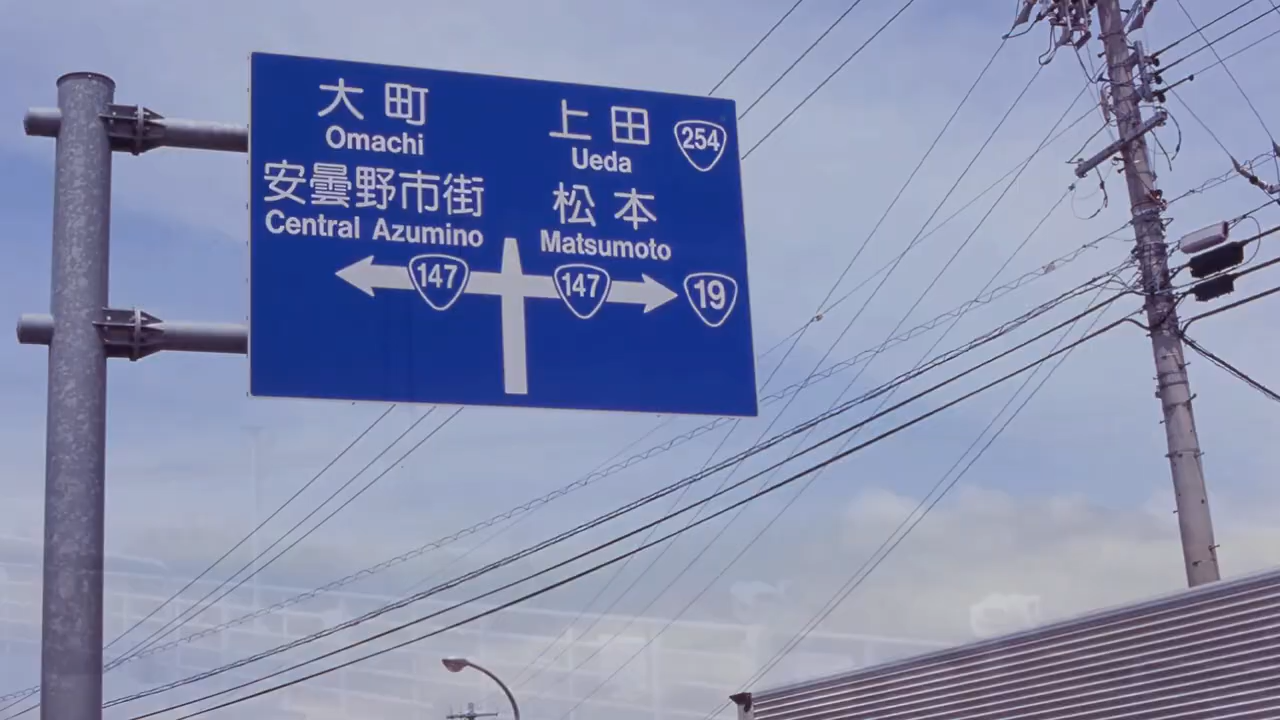 大町
Omachi
安曇野市街
Central Azumino
上田 254
Ueda
松本
Matsumoto
147 147 19